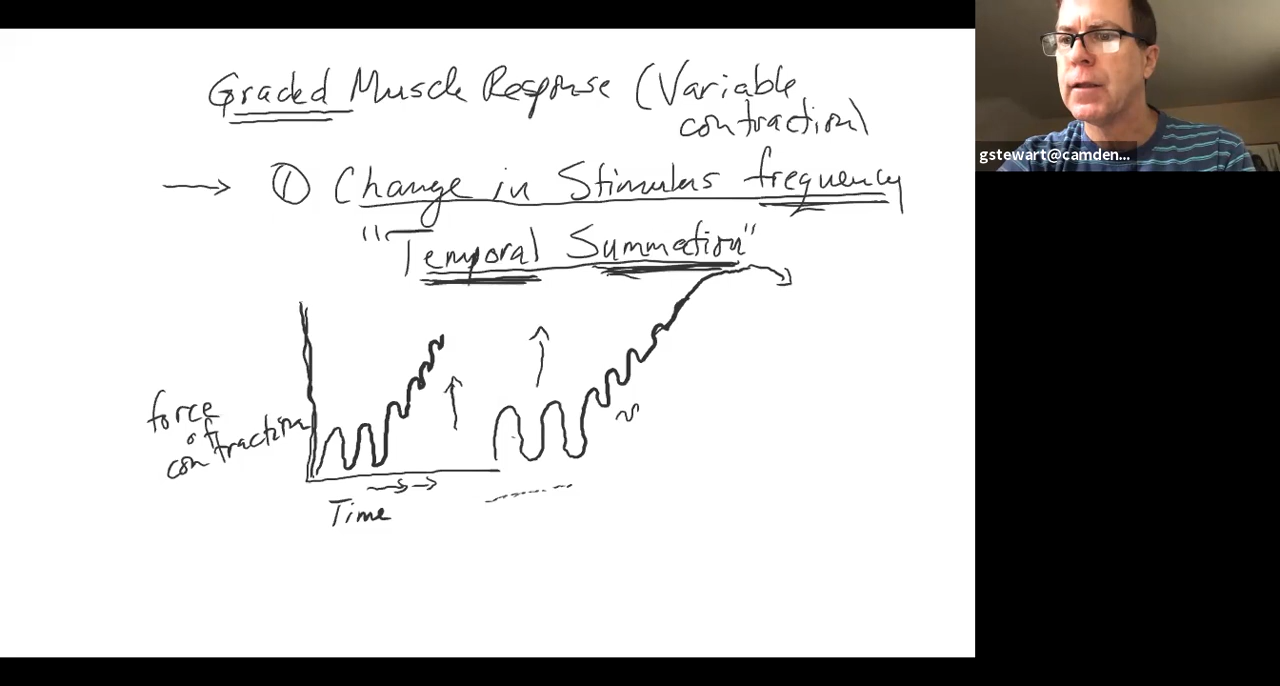 Graded Muscle Response (Variable
contraction)
① Change in Stimulus frequency
"Temporal Summation"
force
of
contraction
Time
gstewart@camden...